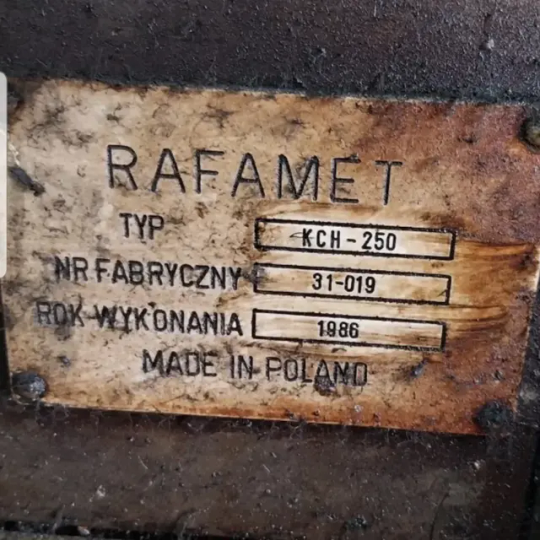 RAFAMET
TYP KCH-250
NR FABRYCZNY 31-019
ROK WYKONANIA 1986
MADE IN POLAND